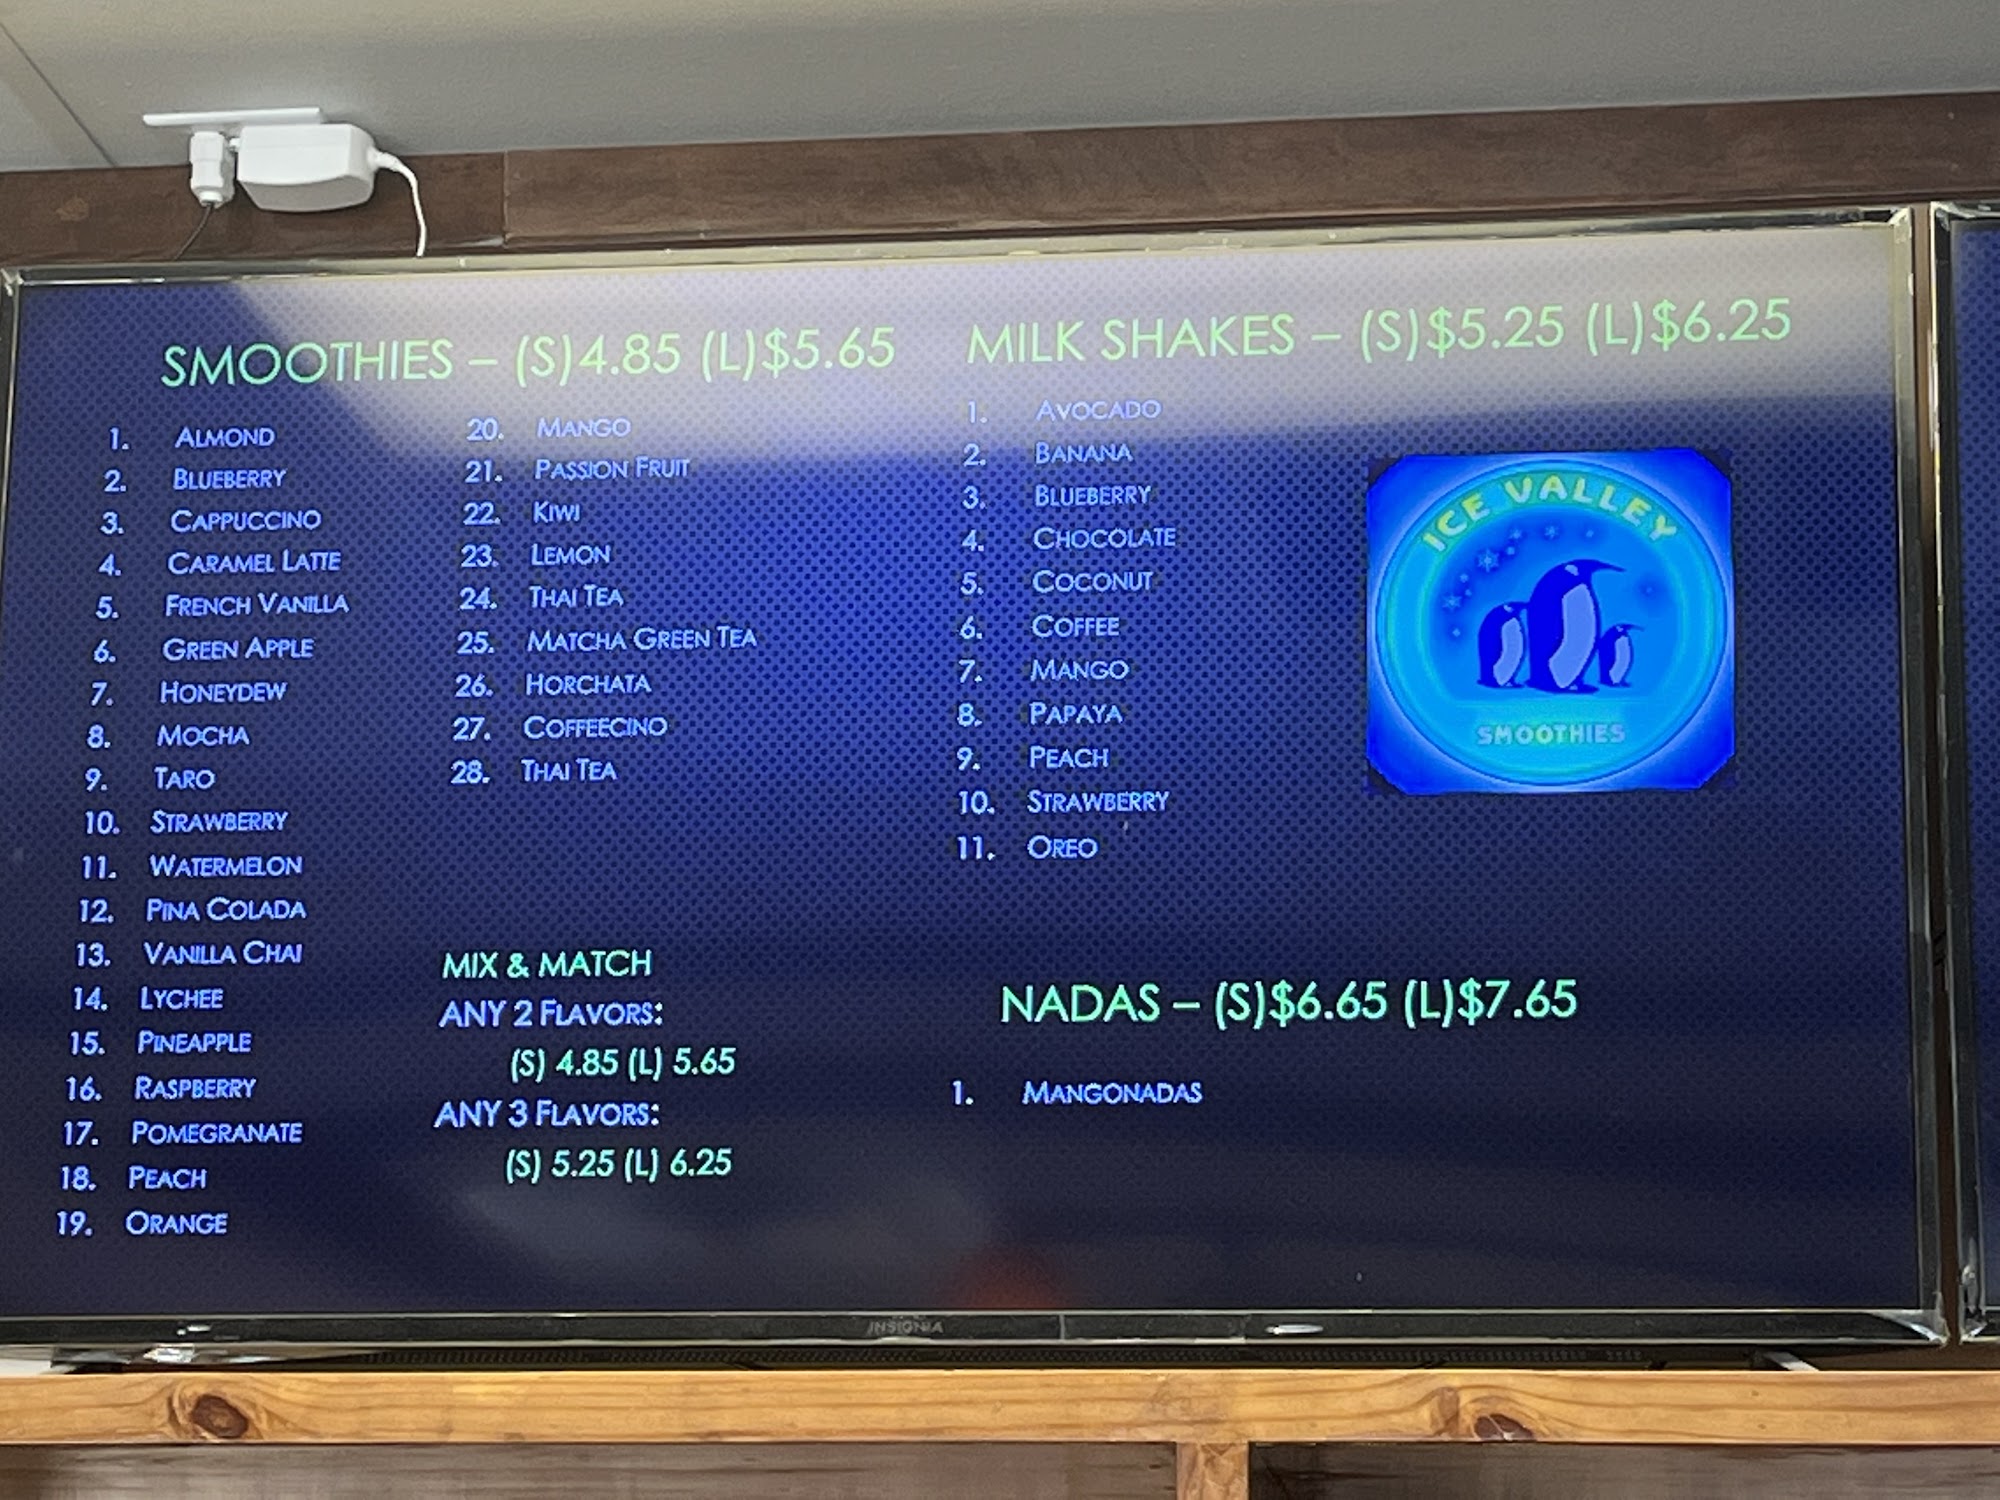 SMOOTHIES – (S)4.85 (L)$5.65
1. ALMOND
2. BLUEBERRY
3. CAPPUCCINO
4. CARAMEL LATTE
5. FRENCH VANILLA
6. GREEN APPLE
7. HONEYDEW
8. MOCHA
9. TARO
10. STRAWBERRY
11. WATERMELON
12. PINA COLADA
13. VANILLA CHAI
14. LYCHEE
15. PINEAPPLE
16. RASPBERRY
17. POMEGRANATE
18. PEACH
19. ORANGE
20. MANGO
21. PASSION FRUIT
22. KIWI
23. LEMON
24. THAI TEA
25. MATCHA GREEN TEA
26. HORCHATA
27. COFFEECINO
28. THAI TEA
MIX & MATCH
ANY 2 FLAVORS:
(S) 4.85 (L) 5.65
ANY 3 FLAVORS:
(S) 5.25 (L) 6.25
MILK SHAKES – (S)$5.25 (L)$6.25
1. AVOCADO
2. BANANA
3. BLUEBERRY
4. CHOCOLATE
5. COCONUT
6. COFFEE
7. MANGO
8. PAPAYA
9. PEACH
10. STRAWBERRY
11. OREO
ICE VALLEY
SMOOTHIES
NADAS – (S)$6.65 (L)$7.65
1. MANGONADAS
INSIGNIA